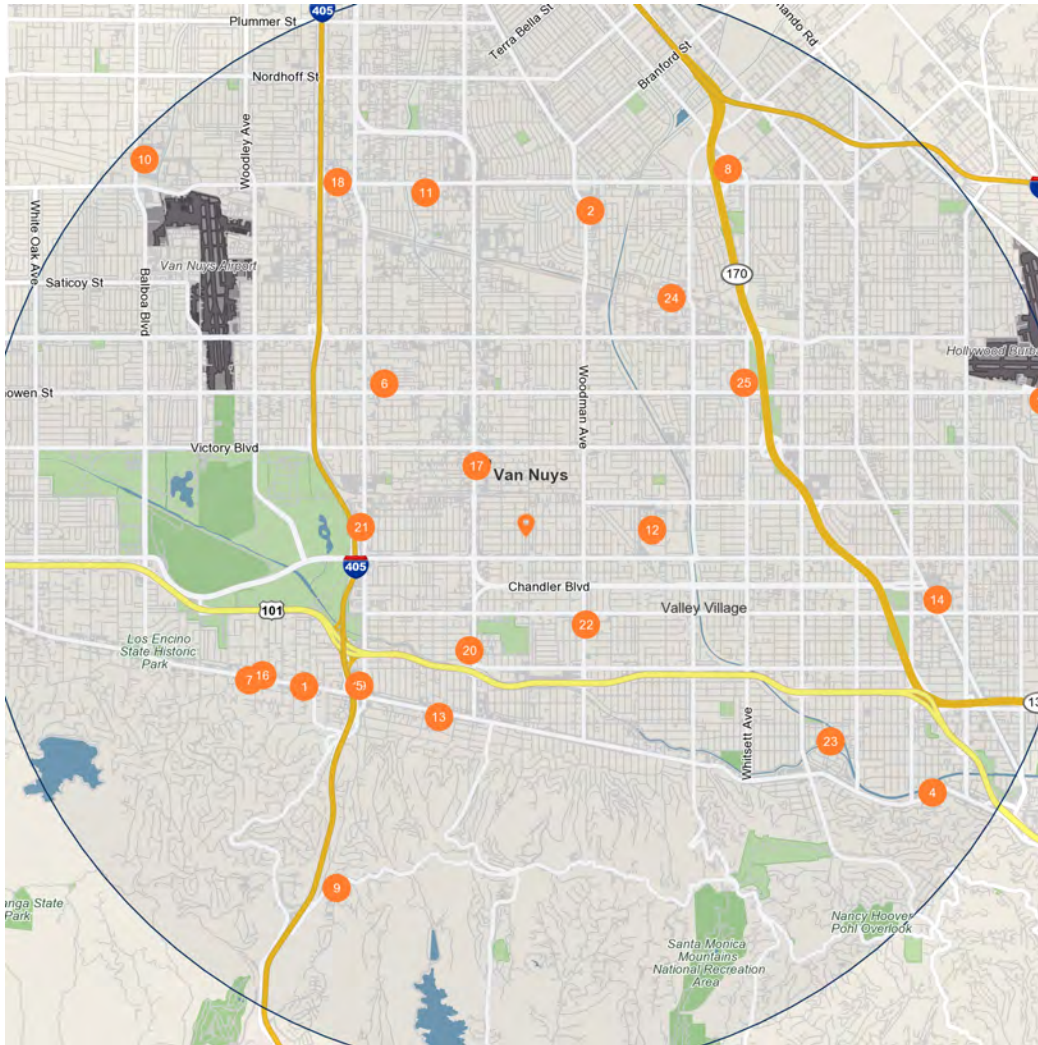 405
Plummer St
Terra Bella St
Branford St
Nordhoff St
Woodley Ave
10
18
11
8
2
White Oak Ave
Van Nuys Airport
Balboa Blvd
Saticoy St
170
24
Hollywood Burba
6
25
owen St
Woodman Ave
Victory Blvd
17
Van Nuys
21
12
405
Chandler Blvd
101
14
Valley Village
22
Los Encino
State Historic
Park
20
7
16
1
13
13
Whitsett Ave
23
4
9
anga State
Park
Nancy Hoover
Pohl Overlook
Santa Monica
Mountains
National Recreation
Area